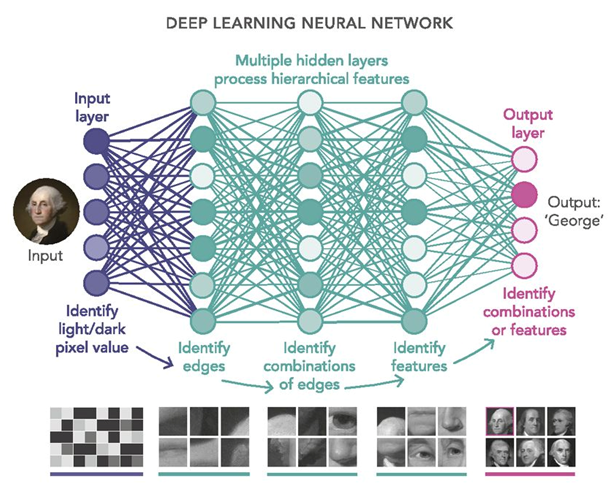 DEEP LEARNING NEURAL NETWORK
Multiple hidden layers
process hierarchical features
Input
layer
Output
layer
Input
Output:
'George'
Identify
light/dark
pixel value
Identify
edges
Identify
combinations
of edges
Identify
features
Identify
combinations
or features